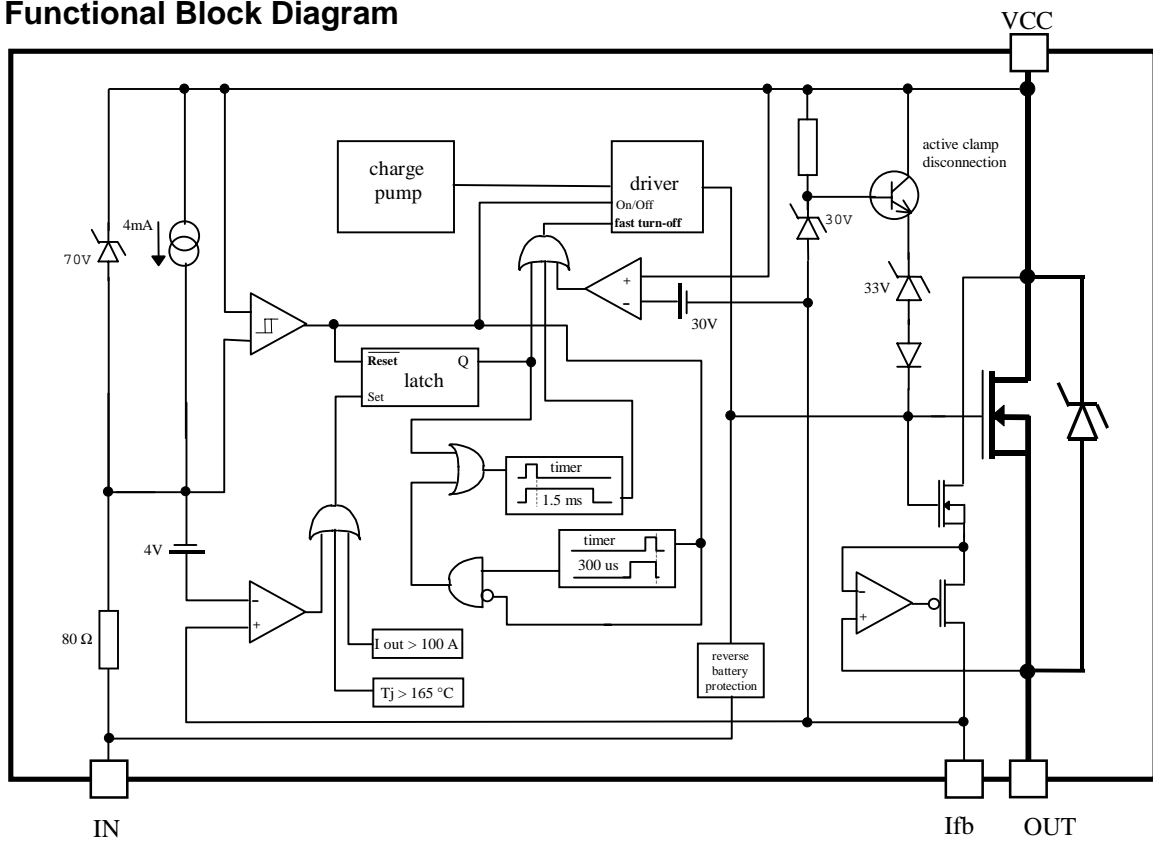 Functional Block Diagram
VCC
charge
pump
driver
On/Off
fast turn-off
active clamp
disconnection
4mA
70V
30V
33V
+
−
30V
Reset
Q
latch
Set
timer
1.5 ms
4V
timer
300 us
−
+
−
+
80 Ω
I out > 100 A
Tj > 165 °C
reverse
battery
protection
IN
Ifb
OUT